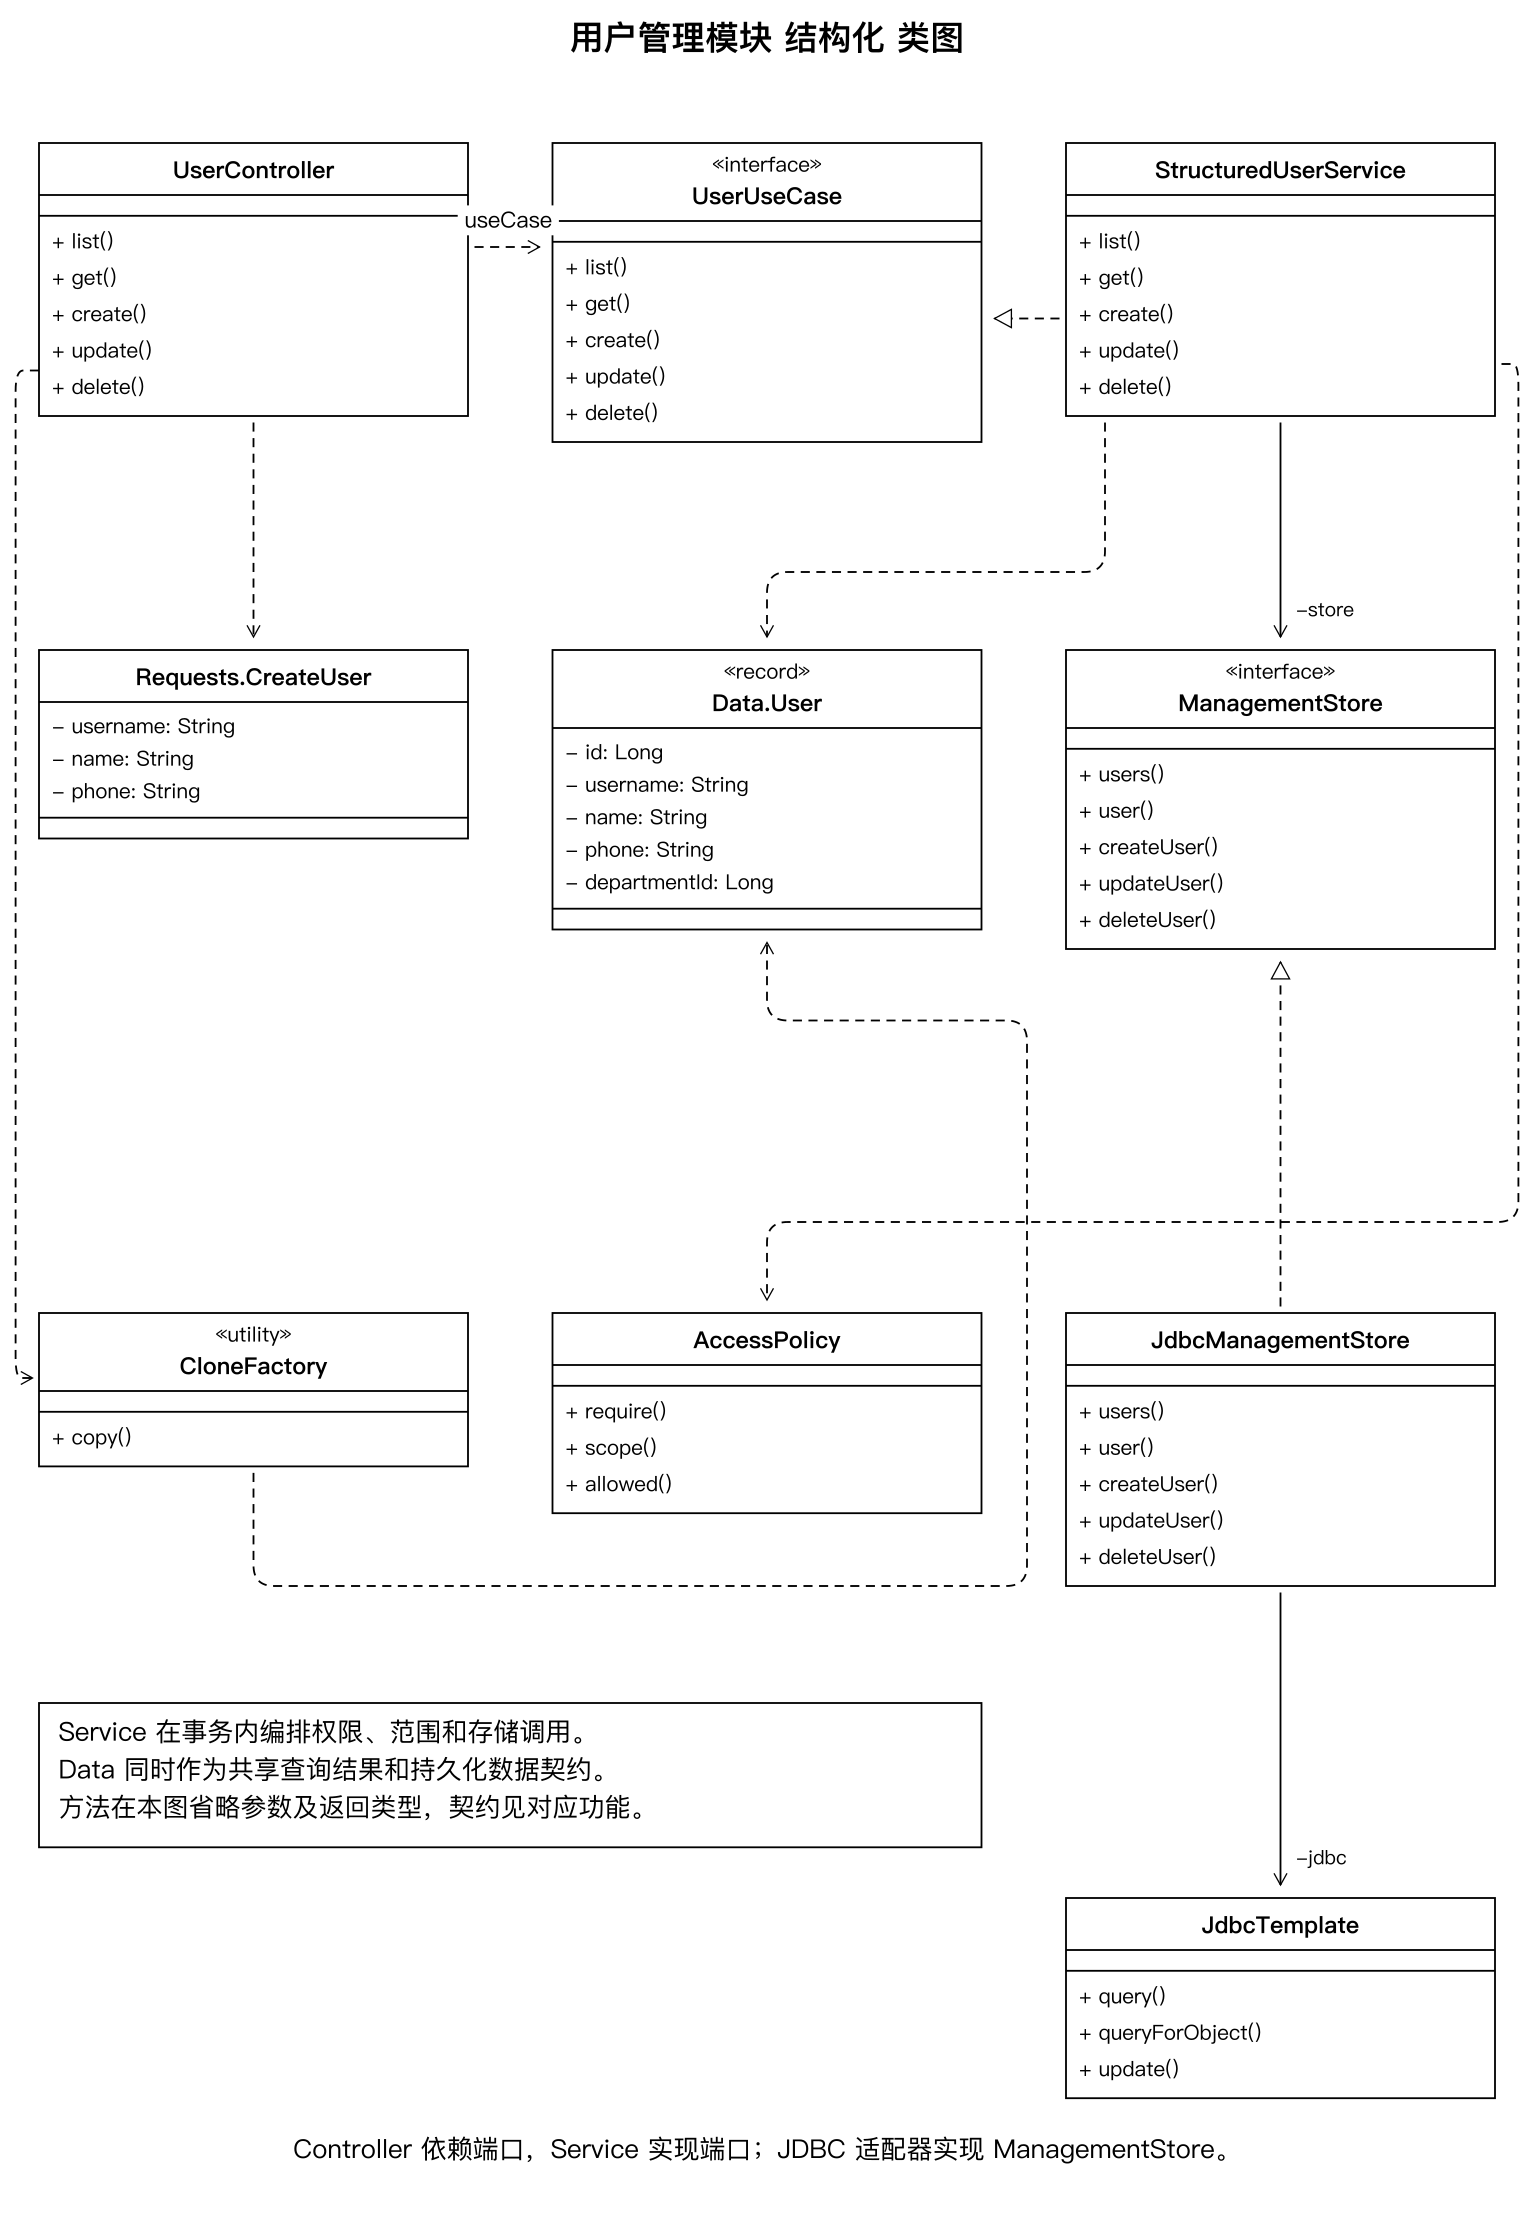 用户管理模块 结构化 类图
UserController
+ list()
+ get()
+ create()
+ update()
+ delete()
useCase
«interface»
UserUseCase
+ list()
+ get()
+ create()
+ update()
+ delete()
StructuredUserService
+ list()
+ get()
+ create()
+ update()
+ delete()
–store
Requests.CreateUser
– username: String
– name: String
– phone: String
«record»
Data.User
– id: Long
– username: String
– name: String
– phone: String
– departmentId: Long
«interface»
ManagementStore
+ users()
+ user()
+ createUser()
+ updateUser()
+ deleteUser()
«utility»
CloneFactory
+ copy()
AccessPolicy
+ require()
+ scope()
+ allowed()
JdbcManagementStore
+ users()
+ user()
+ createUser()
+ updateUser()
+ deleteUser()
Service 在事务内编排权限、范围和存储调用。
Data 同时作为共享查询结果和持久化数据契约。
方法在本图省略参数及返回类型，契约见对应功能。
–jdbc
JdbcTemplate
+ query()
+ queryForObject()
+ update()
Controller 依赖端口，Service 实现端口；JDBC 适配器实现 ManagementStore。